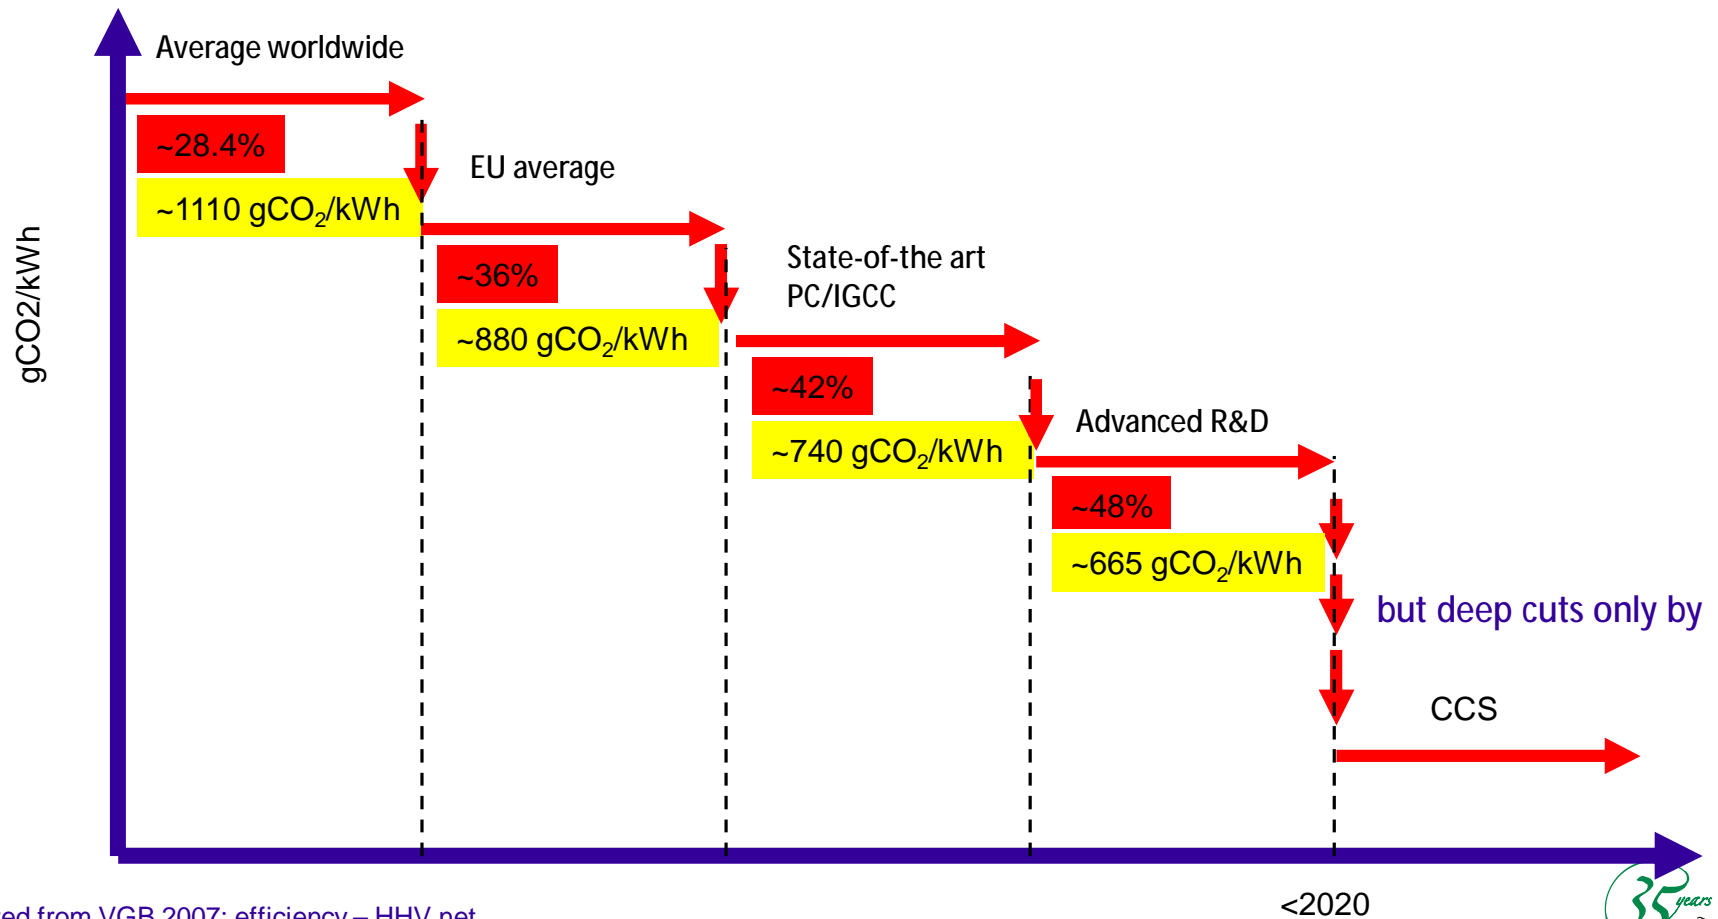 Average worldwide
~28.4%
~1110 gCO₂/kWh
EU average
~36%
~880 gCO₂/kWh
State-of-the art
PC/IGCC
~42%
~740 gCO₂/kWh
Advanced R&D
~48%
~665 gCO₂/kWh
but deep cuts only by
CCS
gCO2/kWh
<2020
from VGB 2007; efficiency – HHV net
35 years